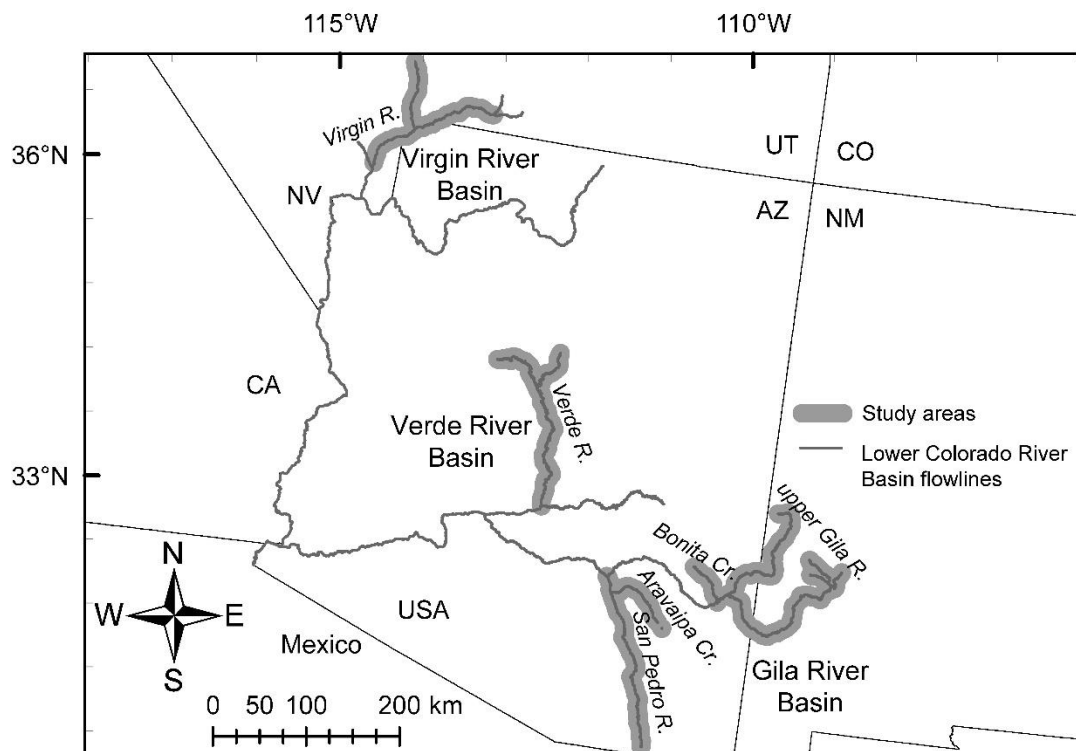 115°W
110°W
36°N
33°N
Virgin R.
Virgin River
Basin
NV
UT
CO
AZ
NM
CA
Verde River
Basin
Verde R.
Study areas
Lower Colorado River
Basin flowlines
upper Gila R.
Bonita Cr.
Aravaipa Cr.
San Pedro R.
Gila River
Basin
USA
Mexico
N
W
E
S
0 50 100 200 km